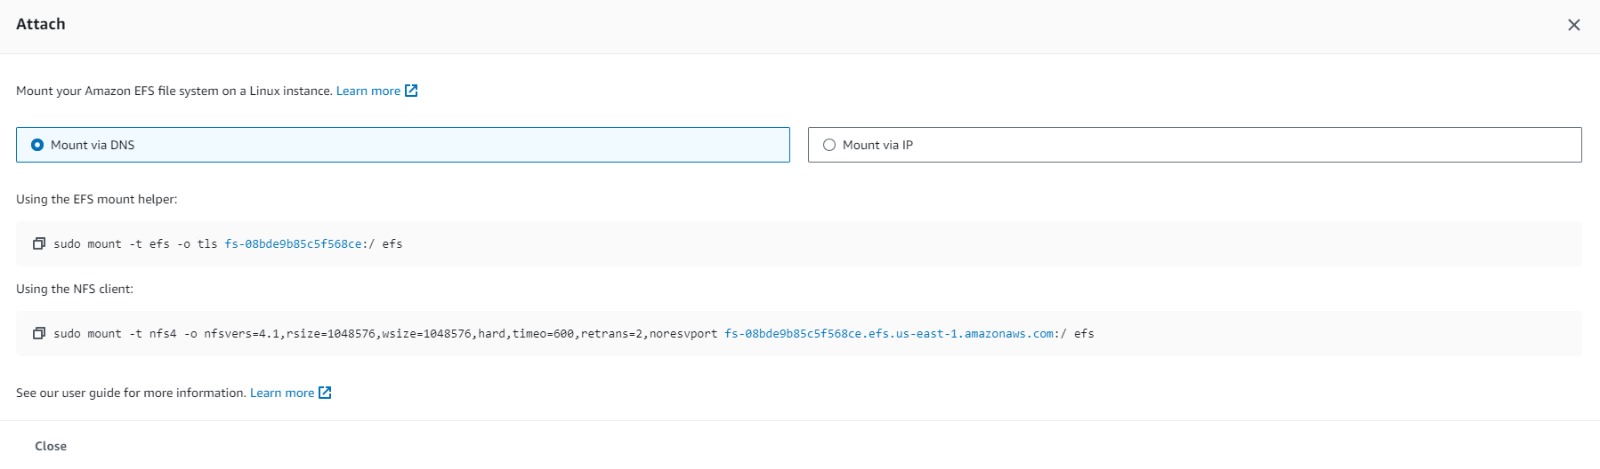 Attach
Mount your Amazon EFS file system on a Linux instance. Learn more
Mount via DNS
Mount via IP
Using the EFS mount helper:
sudo mount -t efs -o tls fs-08bde9b85c5f568ce:/ efs
Using the NFS client:
sudo mount -t nfs4 -o nfsvers=4.1,rsize=1048576,wsize=1048576,hard,timeo=600,retrans=2,noresvport fs-08bde9b85c5f568ce.efs.us-east-1.amazonaws.com:/ efs
See our user guide for more information. Learn more
Close